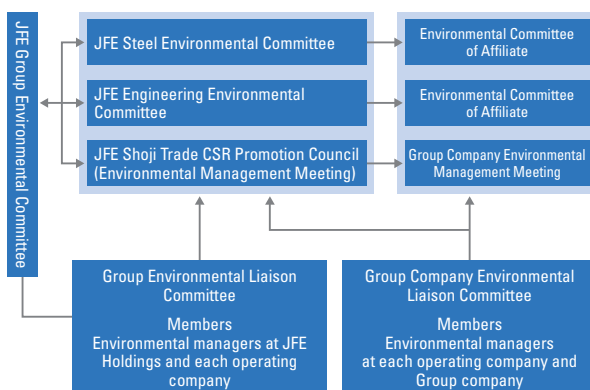 JFE Group Environmental Committee
JFE Steel Environmental Committee
Environmental Committee
of Affiliate
JFE Engineering Environmental
Committee
Environmental Committee
of Affiliate
JFE Shoji Trade CSR Promotion Council
(Environmental Management Meeting)
Group Company Environmental
Management Meeting
Group Environmental Liaison
Committee
Members
Environmental managers at JFE
Holdings and each operating
company
Group Company Environmental
Liaison Committee
Members
Environmental managers
at each operating company and
Group company